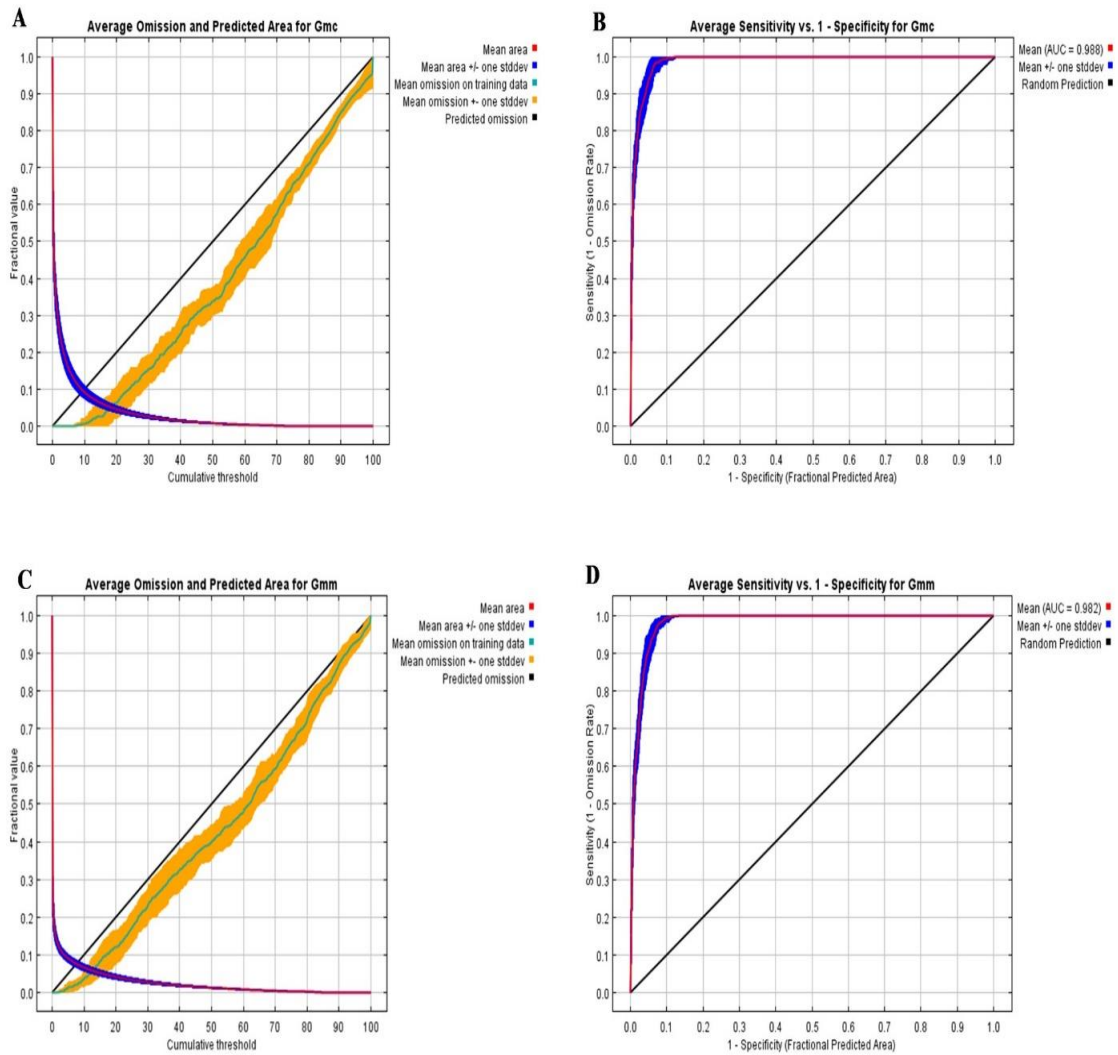 A
Average Omission and Predicted Area for Gmc
Mean area
Mean area +/- one stddev
Mean omission on training data
Mean omission +- one stddev
Predicted omission
Fractional value
1.0
0.9
0.8
0.7
0.6
0.5
0.4
0.3
0.2
0.1
0.0
0 10 20 30 40 50 60 70 80 90 100
Cumulative threshold
B
Average Sensitivity vs. 1 - Specificity for Gmc
Mean (AUC = 0.988)
Mean +/- one stddev
Random Prediction
Sensitivity (1 - Omission Rate)
1.0
0.9
0.8
0.7
0.6
0.5
0.4
0.3
0.2
0.1
0.0
0.0 0.1 0.2 0.3 0.4 0.5 0.6 0.7 0.8 0.9 1.0
1 - Specificity (Fractional Predicted Area)
C
Average Omission and Predicted Area for Gmm
Mean area
Mean area +/- one stddev
Mean omission on training data
Mean omission +- one stddev
Predicted omission
Fractional value
1.0
0.9
0.8
0.7
0.6
0.5
0.4
0.3
0.2
0.1
0.0
0 10 20 30 40 50 60 70 80 90 100
Cumulative threshold
D
Average Sensitivity vs. 1 - Specificity for Gmm
Mean (AUC = 0.982)
Mean +/- one stddev
Random Prediction
Sensitivity (1 - Omission Rate)
1.0
0.9
0.8
0.7
0.6
0.5
0.4
0.3
0.2
0.1
0.0
0.0 0.1 0.2 0.3 0.4 0.5 0.6 0.7 0.8 0.9 1.0
1 - Specificity (Fractional Predicted Area)